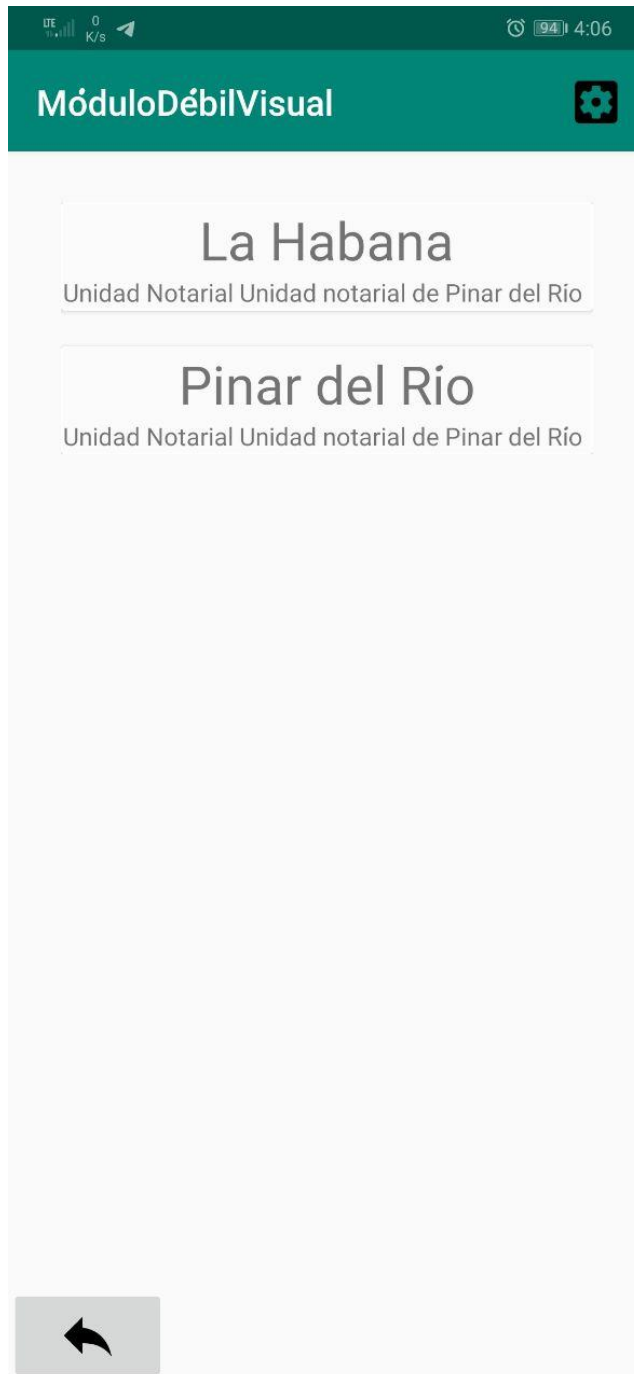 LTE 0
K/s 94 4:06
MóduloDébilVisual
La Habana
Unidad Notarial Unidad notarial de Pinar del Río
Pinar del Río
Unidad Notarial Unidad notarial de Pinar del Río